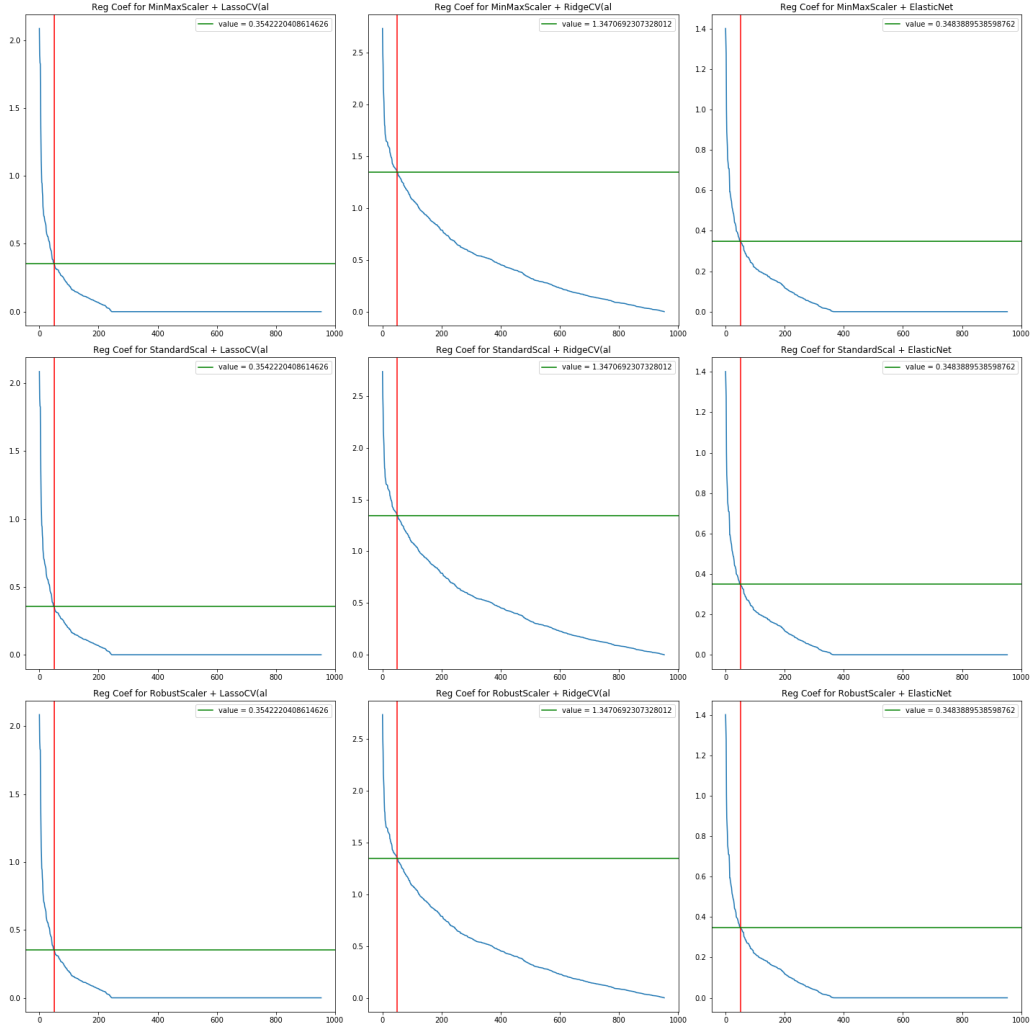 Reg Coef for MinMaxScaler + LassoCV(al
value = 0.3542220408614626
2.0
1.5
1.0
0.5
0.0
0 200 400 600 800 1000
Reg Coef for MinMaxScaler + RidgeCV(al
value = 1.3470692307328012
2.5
2.0
1.5
1.0
0.5
0.0
0 200 400 600 800 1000
Reg Coef for MinMaxScaler + ElasticNet
value = 0.3483889538598762
1.4
1.2
1.0
0.8
0.6
0.4
0.2
0.0
0 200 400 600 800 1000
Reg Coef for StandardScal + LassoCV(al
value = 0.3542220408614626
2.0
1.5
1.0
0.5
0.0
0 200 400 600 800 1000
Reg Coef for StandardScal + RidgeCV(al
value = 1.3470692307328012
2.5
2.0
1.5
1.0
0.5
0.0
0 200 400 600 800 1000
Reg Coef for StandardScal + ElasticNet
value = 0.3483889538598762
1.4
1.2
1.0
0.8
0.6
0.4
0.2
0.0
0 200 400 600 800 1000
Reg Coef for RobustScaler + LassoCV(al
value = 0.3542220408614626
2.0
1.5
1.0
0.5
0.0
0 200 400 600 800 1000
Reg Coef for RobustScaler + RidgeCV(al
value = 1.3470692307328012
2.5
2.0
1.5
1.0
0.5
0.0
0 200 400 600 800 1000
Reg Coef for RobustScaler + ElasticNet
value = 0.3483889538598762
1.4
1.2
1.0
0.8
0.6
0.4
0.2
0.0
0 200 400 600 800 1000